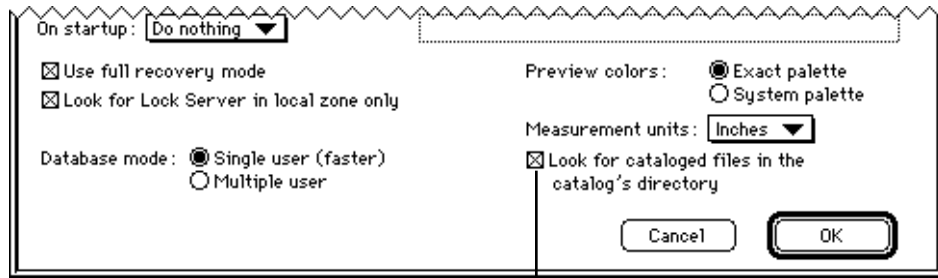 On startup: Do nothing
Use full recovery mode
Look for Lock Server in local zone only
Database mode: Single user (faster)
Multiple user
Preview colors: Exact palette
System palette
Measurement units: Inches
Look for cataloged files in the
catalog's directory
Cancel
OK